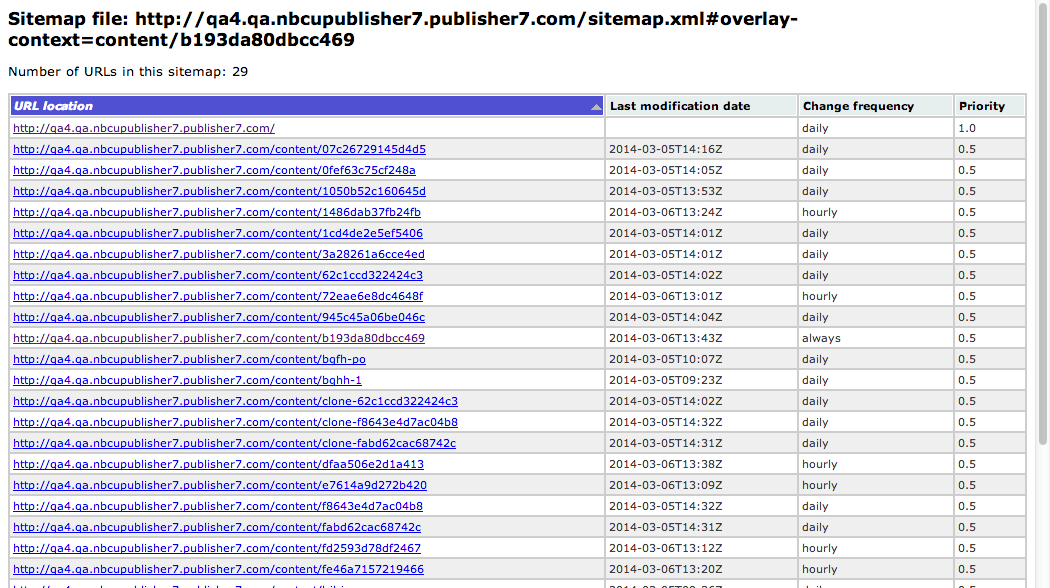 Sitemap file: http://qa4.qa.nbcupublisher7.publisher7.com/sitemap.xml#overlay-
context=content/b193da80dbcc469
Number of URLs in this sitemap: 29
URL location Last modification date Change frequency Priority
http://qa4.qa.nbcupublisher7.publisher7.com/ daily 1.0
http://qa4.qa.nbcupublisher7.publisher7.com/content/07c26729145d4d5 2014-03-05T14:16Z daily 0.5
http://qa4.qa.nbcupublisher7.publisher7.com/content/0fef63c75cf248a 2014-03-05T14:05Z daily 0.5
http://qa4.qa.nbcupublisher7.publisher7.com/content/1050b52c160645d 2014-03-05T13:53Z daily 0.5
http://qa4.qa.nbcupublisher7.publisher7.com/content/1486dab37fb24fb 2014-03-06T13:24Z hourly 0.5
http://qa4.qa.nbcupublisher7.publisher7.com/content/1cd4de2e5ef5406 2014-03-05T14:01Z daily 0.5
http://qa4.qa.nbcupublisher7.publisher7.com/content/3a28261a6cce4ed 2014-03-05T14:01Z daily 0.5
http://qa4.qa.nbcupublisher7.publisher7.com/content/62c1ccd322424c3 2014-03-05T14:02Z daily 0.5
http://qa4.qa.nbcupublisher7.publisher7.com/content/72eae6e8dc4648f 2014-03-06T13:01Z hourly 0.5
http://qa4.qa.nbcupublisher7.publisher7.com/content/945c45a06be046c 2014-03-05T14:04Z daily 0.5
http://qa4.qa.nbcupublisher7.publisher7.com/content/b193da80dbcc469 2014-03-06T13:43Z always 0.5
http://qa4.qa.nbcupublisher7.publisher7.com/content/bgfh-po 2014-03-05T10:07Z daily 0.5
http://qa4.qa.nbcupublisher7.publisher7.com/content/bghh-1 2014-03-05T09:23Z daily 0.5
http://qa4.qa.nbcupublisher7.publisher7.com/content/clone-62c1ccd322424c3 2014-03-05T14:02Z daily 0.5
http://qa4.qa.nbcupublisher7.publisher7.com/content/clone-f8643e4d7ac04b8 2014-03-05T14:32Z daily 0.5
http://qa4.qa.nbcupublisher7.publisher7.com/content/clone-fabd62cac68742c 2014-03-05T14:31Z daily 0.5
http://qa4.qa.nbcupublisher7.publisher7.com/content/dfaa506e2d1a413 2014-03-06T13:38Z hourly 0.5
http://qa4.qa.nbcupublisher7.publisher7.com/content/e7614a9d272b420 2014-03-06T13:09Z hourly 0.5
http://qa4.qa.nbcupublisher7.publisher7.com/content/f8643e4d7ac04b8 2014-03-05T14:32Z daily 0.5
http://qa4.qa.nbcupublisher7.publisher7.com/content/fabd62cac68742c 2014-03-05T14:31Z daily 0.5
http://qa4.qa.nbcupublisher7.publisher7.com/content/fd2593d78df2467 2014-03-06T13:12Z hourly 0.5
http://qa4.qa.nbcupublisher7.publisher7.com/content/fe46a7157219466 2014-03-06T13:20Z hourly 0.5